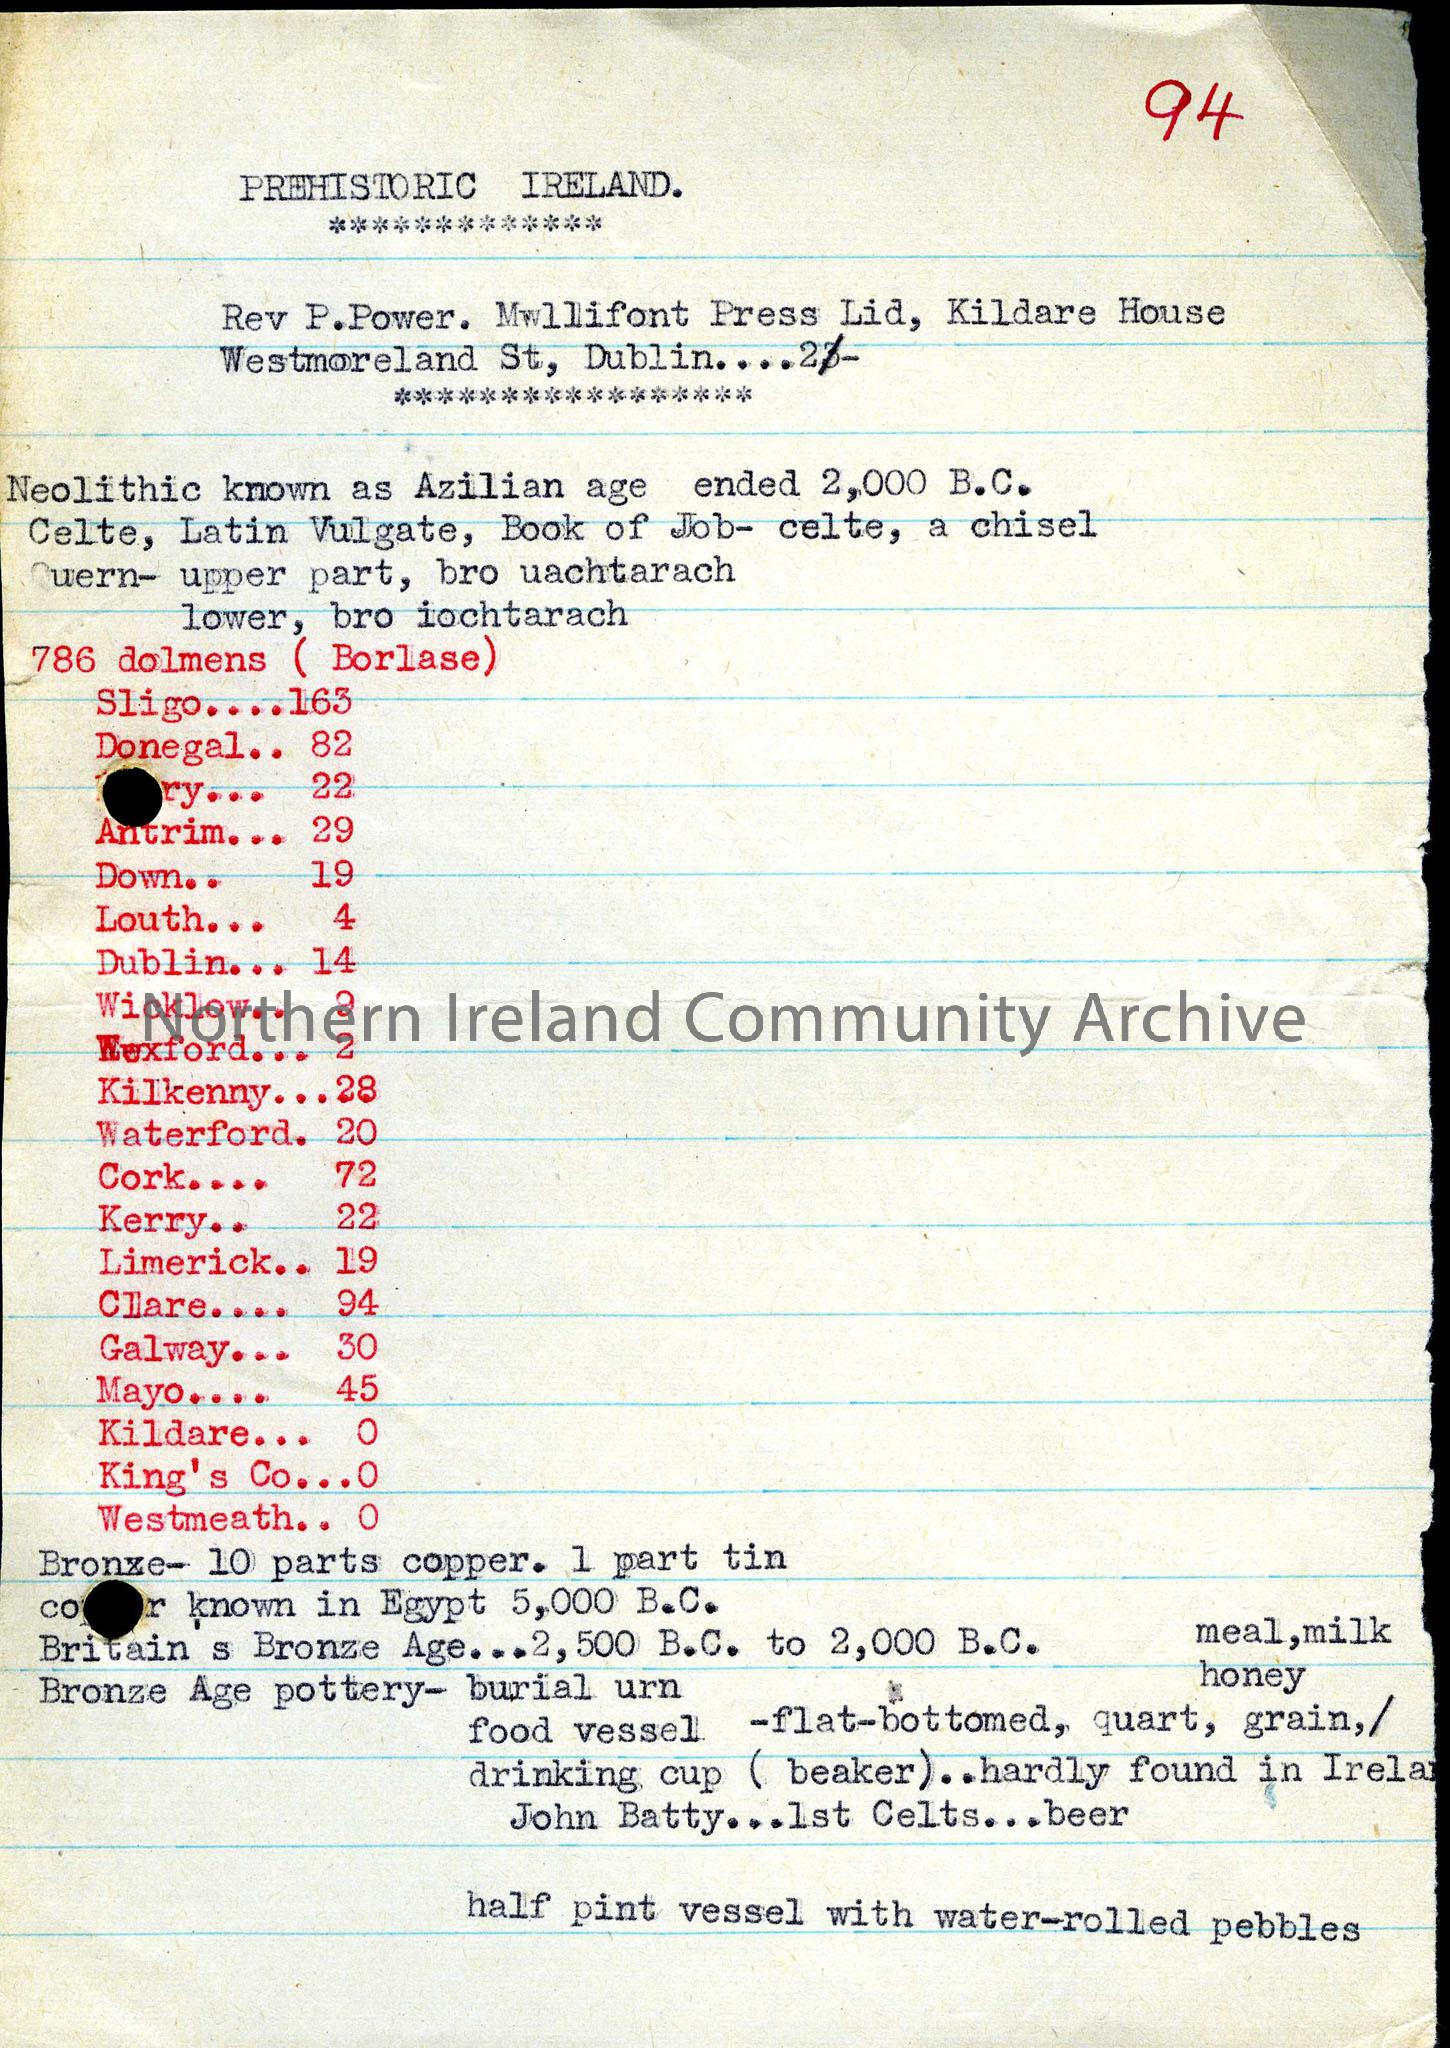 94
PREHISTORIC IRELAND.
*************
Rev P.Power. Mwllifont Press Lid, Kildare House
Westmoreland St, Dublin....2/-
*****************
Neolithic known as Azilian age ended 2,000 B.C.
Celte, Latin Vulgate, Book of Job- celte, a chisel
Quern- upper part, bro uachtarach
lower, bro iochtarach
786 dolmens ( Borlase)
Sligo....163
Donegal.. 82
ry... 22
Antrim... 29
Down.. 19
Louth... 4
Dublin... 14
Wicklow.. 9
Northern Ireland Community Archive
Wexford... 2
Kilkenny...28
Waterford. 20
Cork.... 72
Kerry.. 22
Limerick.. 19
Clare.... 94
Galway... 30
Mayo.... 45
Kildare... 0
King's Co...0
Westmeath.. 0
Bronxe- 10 parts copper. 1 part tin
co r known in Egypt 5,000 B.C.
Britain's Bronze Age...2,500 B.C. to 2,000 B.C.
meal,milk
honey
Bronze Age pottery- burial urn
food vessel -flat-bottomed, quart, grain,/
drinking cup ( beaker)..hardly found in Irela
John Batty...1st Celts...beer
half pint vessel with water-rolled pebbles